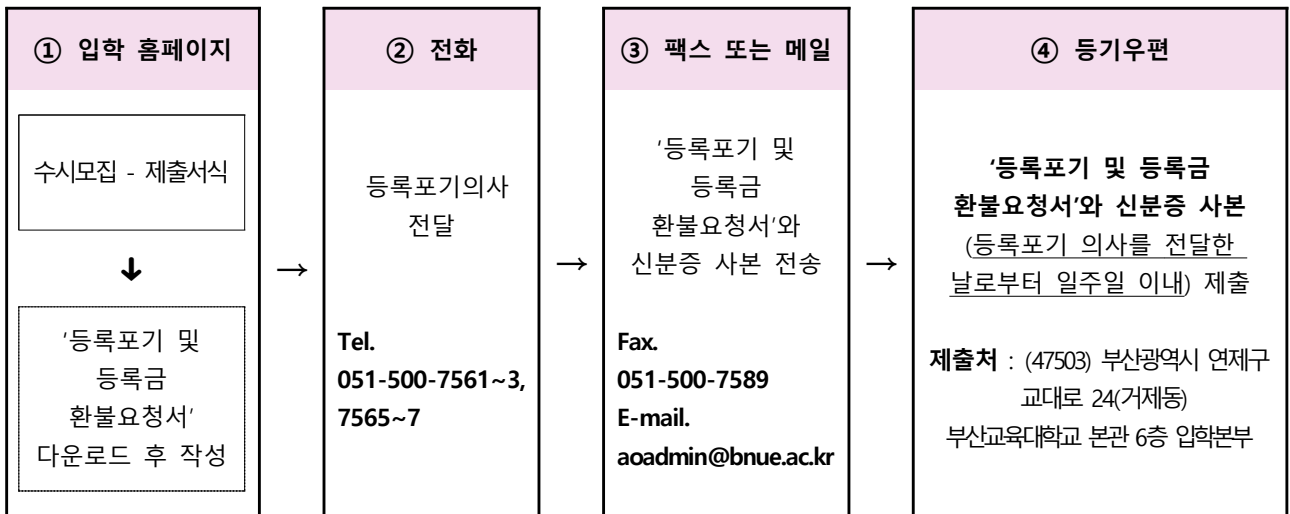 ① 입학 홈페이지
수시모집 - 제출서식
↓
'등록포기 및
등록금
환불요청서'
다운로드 후 작성
→
② 전화
등록포기의사
전달
Tel.
051-500-7561~3,
7565~7
→
③ 팩스 또는 메일
'등록포기 및
등록금
환불요청서'와
신분증 사본 전송
Fax.
051-500-7589
E-mail.
aoadmin@bnue.ac.kr
→
④ 등기우편
'등록포기 및 등록금
환불요청서'와 신분증 사본
(등록포기 의사를 전달한
날로부터 일주일 이내) 제출
제출처 : (47503) 부산광역시 연제구
교대로 24(거제동)
부산교육대학교 본관 6층 입학본부